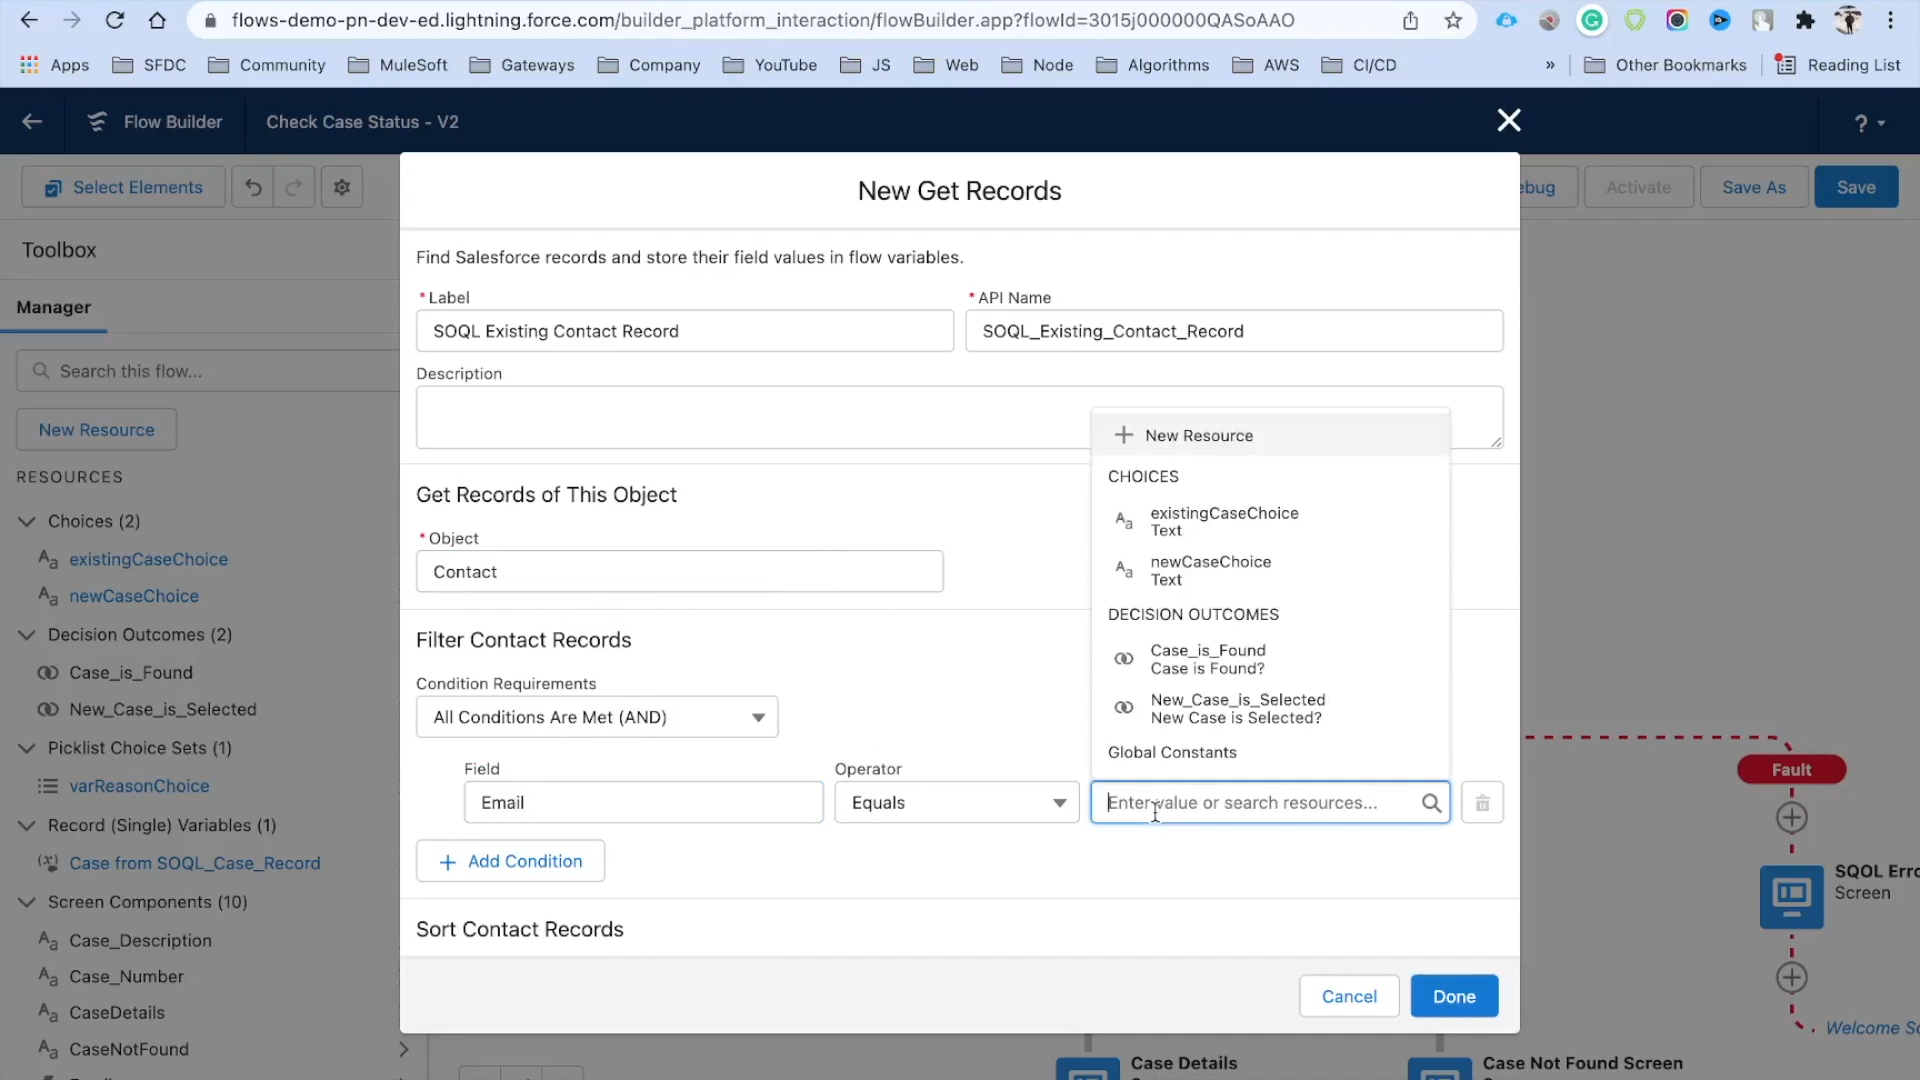 flows-demo-pn-dev-ed.lightning.force.com/builder_platform_interaction/flowBuilder.app?flowId=3015j000000QASoAAO
Apps SFDC Community MuleSoft Gateways Company YouTube JS Web Node Algorithms AWS CI/CD » Other Bookmarks Reading List
Flow Builder Check Case Status - V2 ?
Select Elements ebug Activate Save As Save
New Get Records
Toolbox
Manager
Search this flow...
New Resource
RESOURCES
Choices (2)
existingCaseChoice
newCaseChoice
Decision Outcomes (2)
Case_is_Found
New_Case_is_Selected
Picklist Choice Sets (1)
varReasonChoice
Record (Single) Variables (1)
Case from SOQL_Case_Record
Screen Components (10)
Case_Description
Case_Number
CaseDetails
CaseNotFound
Find Salesforce records and store their field values in flow variables.
* Label
SOQL Existing Contact Record
* API Name
SOQL_Existing_Contact_Record
Description
Get Records of This Object
* Object
Contact
Filter Contact Records
Condition Requirements
All Conditions Are Met (AND)
Field
Email
Operator
Equals
New Resource
CHOICES
existingCaseChoice
Text
newCaseChoice
Text
DECISION OUTCOMES
Case_is_Found
Case is Found?
New_Case_is_Selected
New Case is Selected?
Global Constants
Enter value or search resources...
Add Condition
Sort Contact Records
Cancel Done
Fault
SQOL Erro
Screen
Welcome Sc
Case Details
Case Not Found Screen